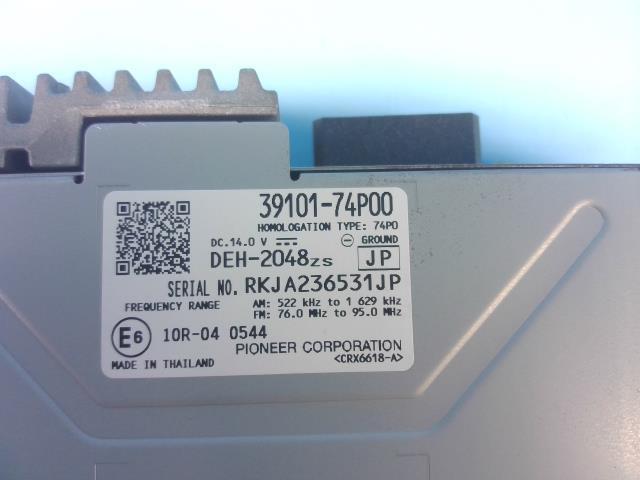 39101-74P00
HOMOLOGATION TYPE: 74P0
DC.14.0 V GROUND
DEH-2048ZS JP
SERIAL NO. RKJA236531JP
FREQUENCY RANGE AM: 522 kHz to 1 629 kHz
FM: 76.0 MHz to 95.0 MHz
E6 10R-04 0544
PIONEER CORPORATION
MADE IN THAILAND <CRX6618-A>